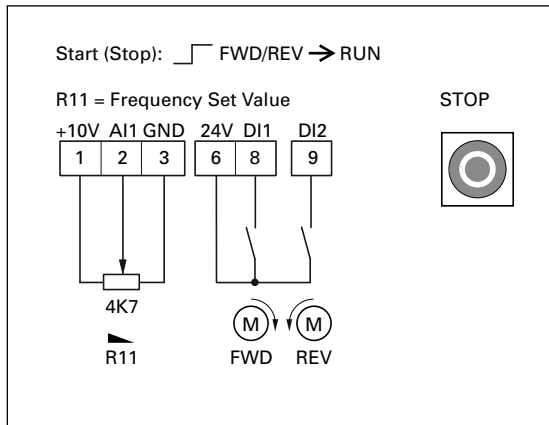 Start (Stop): FWD/REV → RUN
R11 = Frequency Set Value
STOP
+10V AI1 GND 24V DI1 DI2
1 2 3 6 8 9
4K7
R11
M M
FWD REV